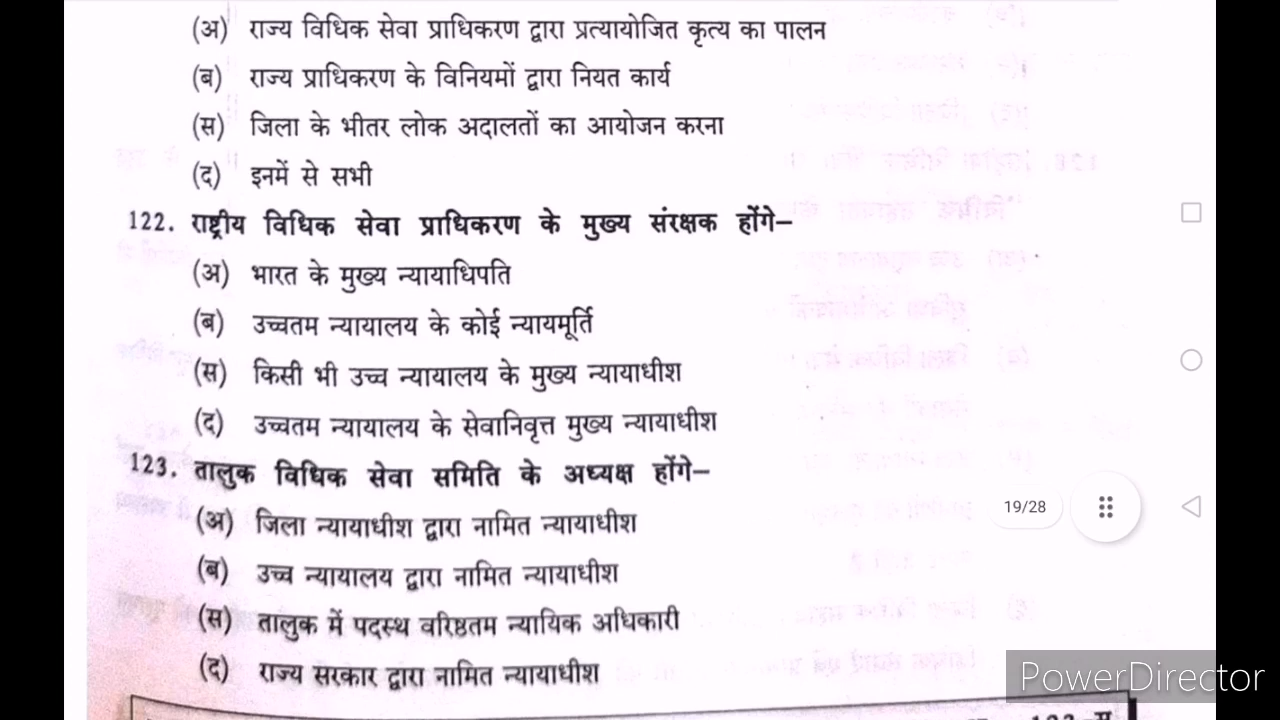 (अ) राज्य विधिक सेवा प्राधिकरण द्वारा प्रत्यायोजित कृत्य का पालन
(ब) राज्य प्राधिकरण के विनियमों द्वारा नियत कार्य
(स) जिला के भीतर लोक अदालतों का आयोजन करना
(द) इनमें से सभी
122. राष्ट्रीय विधिक सेवा प्राधिकरण के मुख्य संरक्षक होंगे–
(अ) भारत के मुख्य न्यायाधिपति
(ब) उच्चतम न्यायालय के कोई न्यायमूर्ति
(स) किसी भी उच्च न्यायालय के मुख्य न्यायाधीश
(द) उच्चतम न्यायालय के सेवानिवृत्त मुख्य न्यायाधीश
123. तालुक विधिक सेवा समिति के अध्यक्ष होंगे–
(अ) जिला न्यायाधीश द्वारा नामित न्यायाधीश
19/28
(ब) उच्च न्यायालय द्वारा नामित न्यायाधीश
(स) तालुक में पदस्थ वरिष्ठतम न्यायिक अधिकारी
(द) राज्य सरकार द्वारा नामित न्यायाधीश
PowerDirector